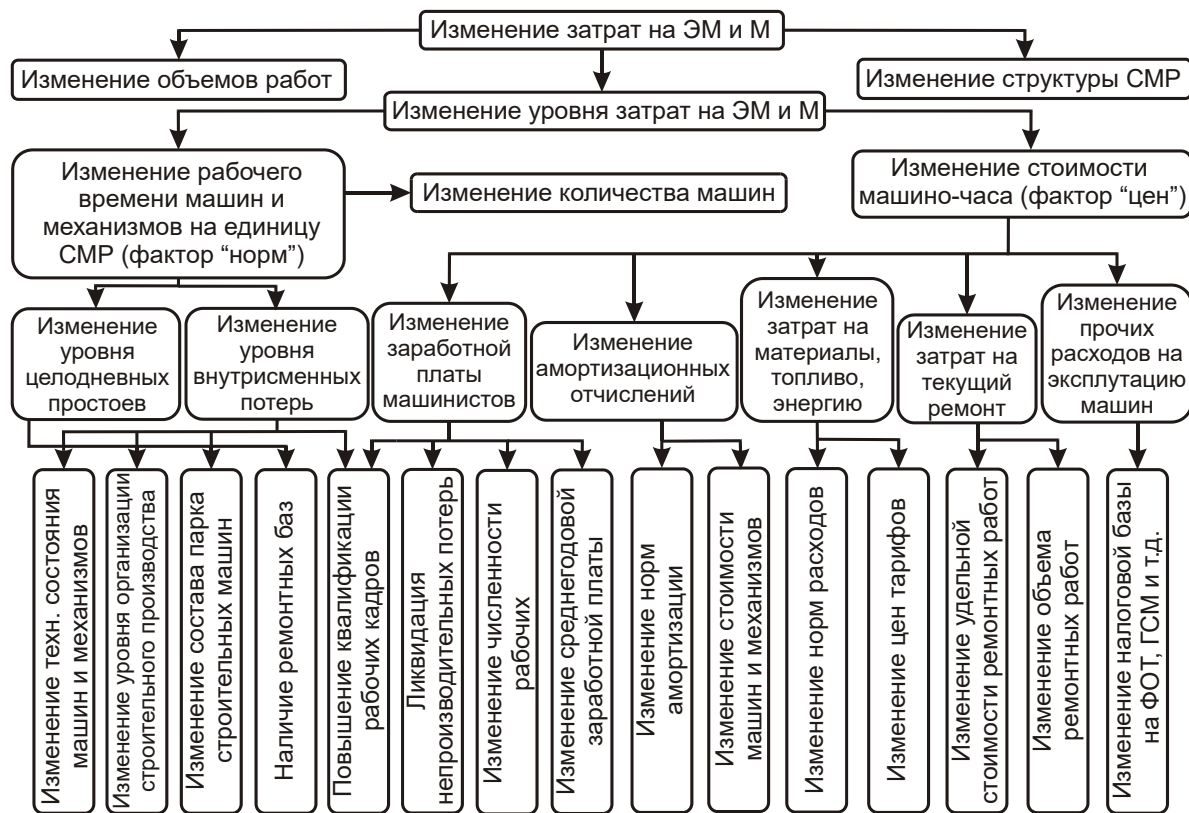 Изменение затрат на ЭМ и М
Изменение объемов работ
Изменение структуры СМР
Изменение уровня затрат на ЭМ и М
Изменение рабочего
времени машин и
механизмов на единицу
СМР (фактор “норм”)
Изменение количества машин
Изменение стоимости
машино-часа (фактор “цен”)
Изменение
уровня
целодневных
простоев
Изменение
уровня
внутрисменных
потерь
Изменение
заработной
платы
машинистов
Изменение
амортизационных
отчислений
Изменение
затрат на
материалы,
топливо,
энергию
Изменение
затрат на
текущий
ремонт
Изменение
прочих
расходов на
эксплутацию
машин
Изменение техн. состояния
машин и механизмов
Изменение уровня организации
строительного производства
Изменение состава парка
строительных машин
Наличие ремонтных баз
Повышение квалификации
рабочих кадров
Ликвидация
непроизводительных потерь
Изменение численности
рабочих
Изменение среднегодовой
заработной платы
Изменение норм
амортизации
Изменение стоимости
машин и механизмов
Изменение норм расходов
Изменение цен тарифов
Изменение удельной
стоимости ремонтных работ
Изменение объема
ремонтных работ
Изменение налоговой базы
на ФОТ, ГСМ и т.д.